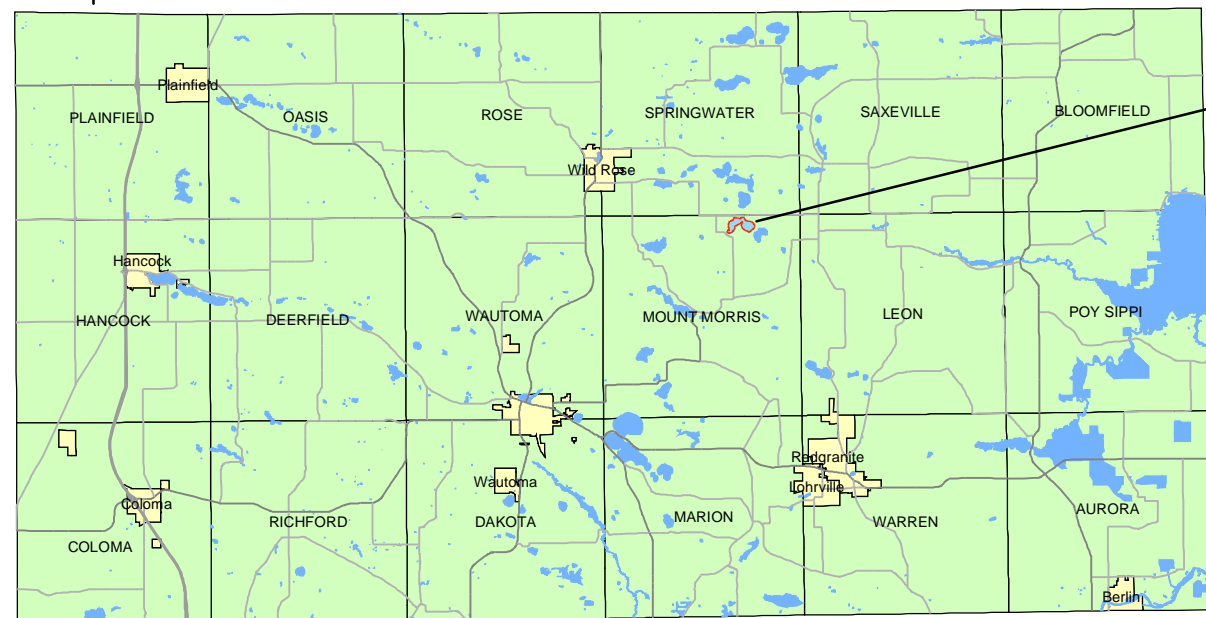 Plainfield
PLAINFIELD
OASIS
ROSE
SPRINGWATER
SAXEVILLE
BLOOMFIELD
Wild Rose
Hancock
HANCOCK
DEERFIELD
WAUTOMA
MOUNT MORRIS
LEON
POY SIPPI
Redgranite
Lohrville
Wautoma
Coloma
COLOMA
RICHFORD
DAKOTA
MARION
WARREN
AURORA
Berlin